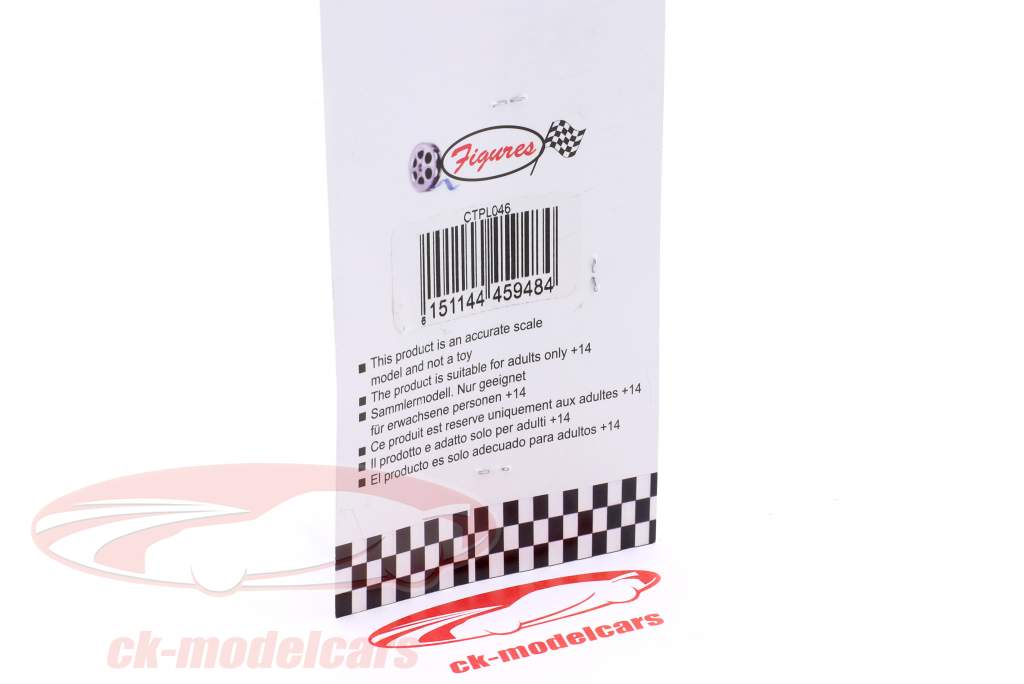 Figures
CTPL046
6 151144 459484
This product is an accurate scale
model and not a toy
The product is suitable for adults only +14
Sammlermodell. Nur geeignet
für erwachsene personen +14
Ce produit est reserve uniquement aux adultes +14
Il prodotto e adatto solo per adulti +14
El producto es solo adecuado para adultos +14
ck-modelcars
ck-modelcars